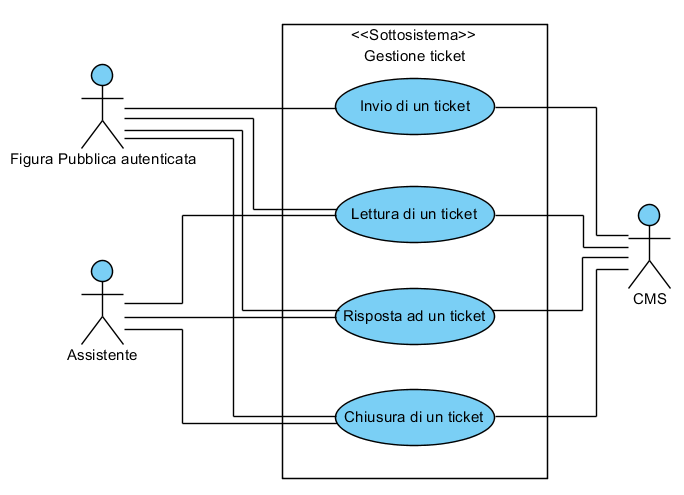 <<Sottosistema>>
Gestione ticket
Invio di un ticket
Figura Pubblica autenticata
Lettura di un ticket
CMS
Risposta ad un ticket
Assistente
Chiusura di un ticket